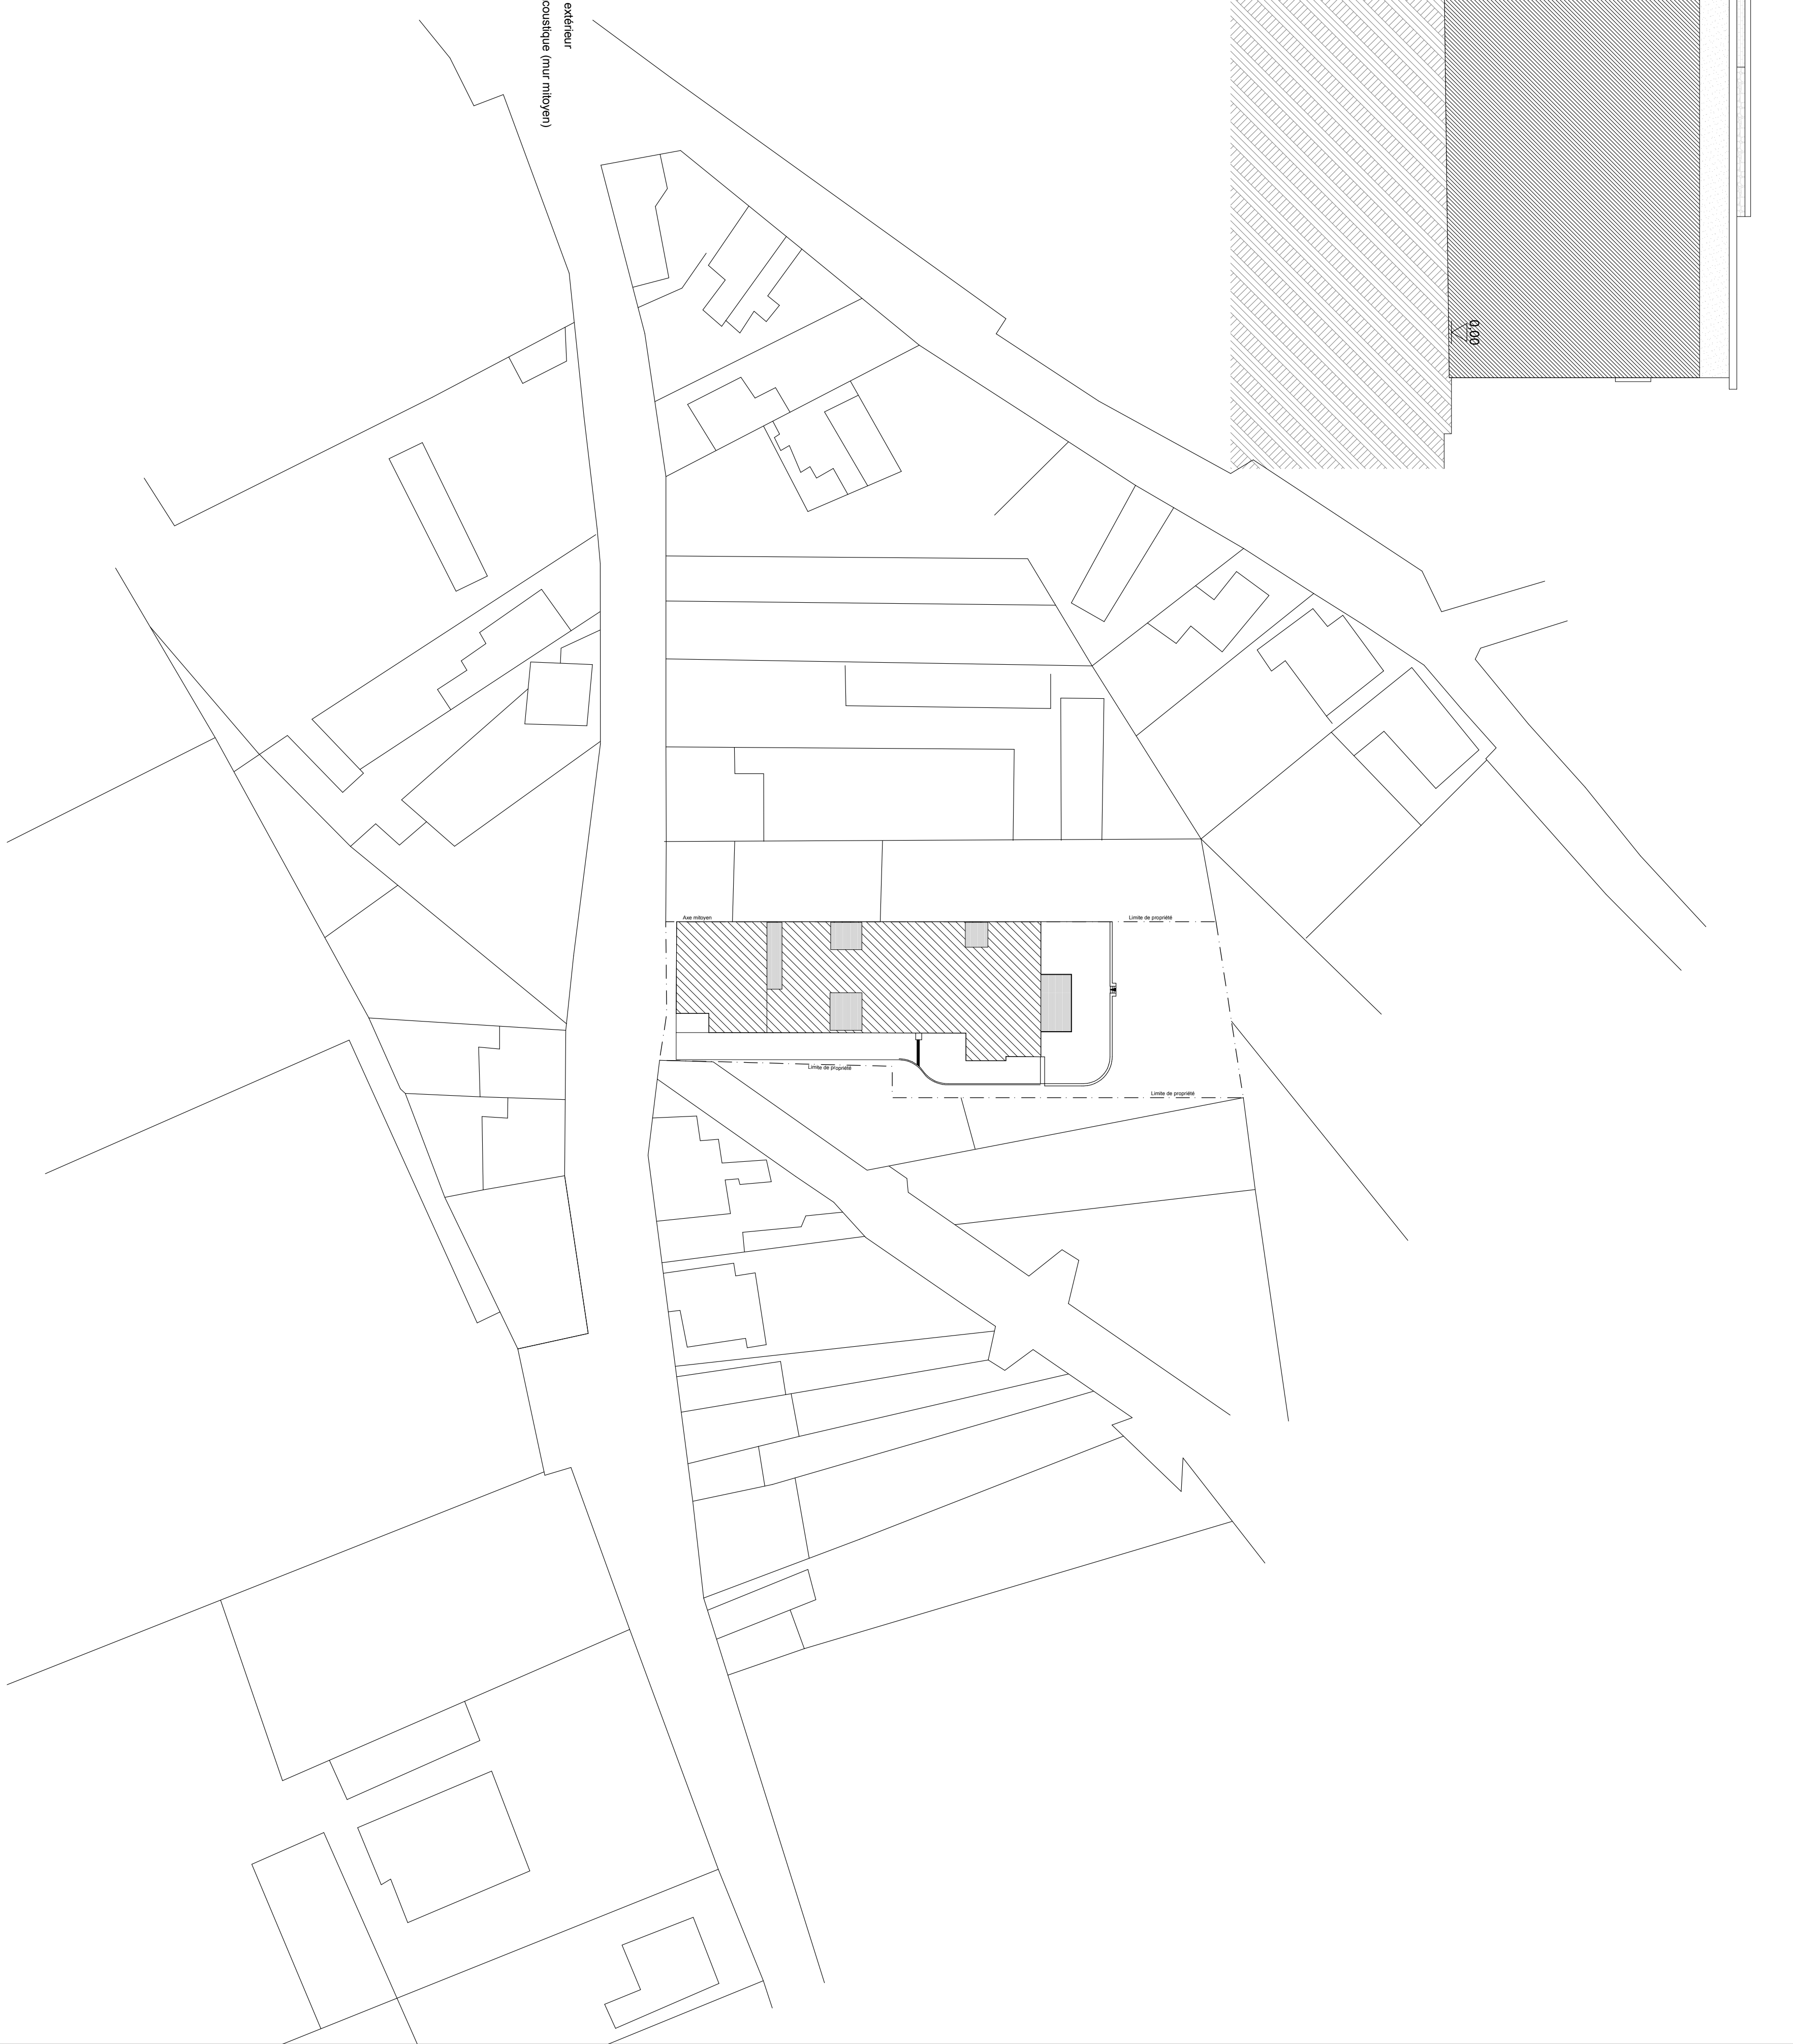 extérieur
coustique (mur mitoyen)
0,00
Axe mitoyen
Limite de propriété
Limite de propriété
Limite de propriété